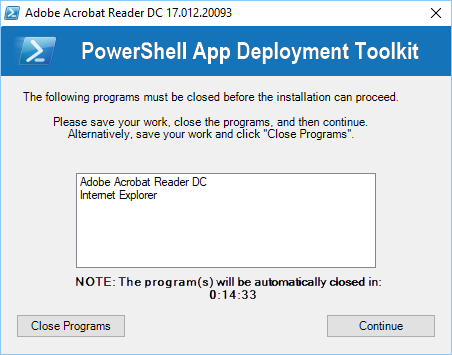 Adobe Acrobat Reader DC 17.012.20093
PowerShell App Deployment Toolkit
The following programs must be closed before the installation can proceed.
Please save your work, close the programs, and then continue.
Alternatively, save your work and click "Close Programs".
Adobe Acrobat Reader DC
Internet Explorer
NOTE: The program(s) will be automatically closed in:
0:14:33
Close Programs
Continue